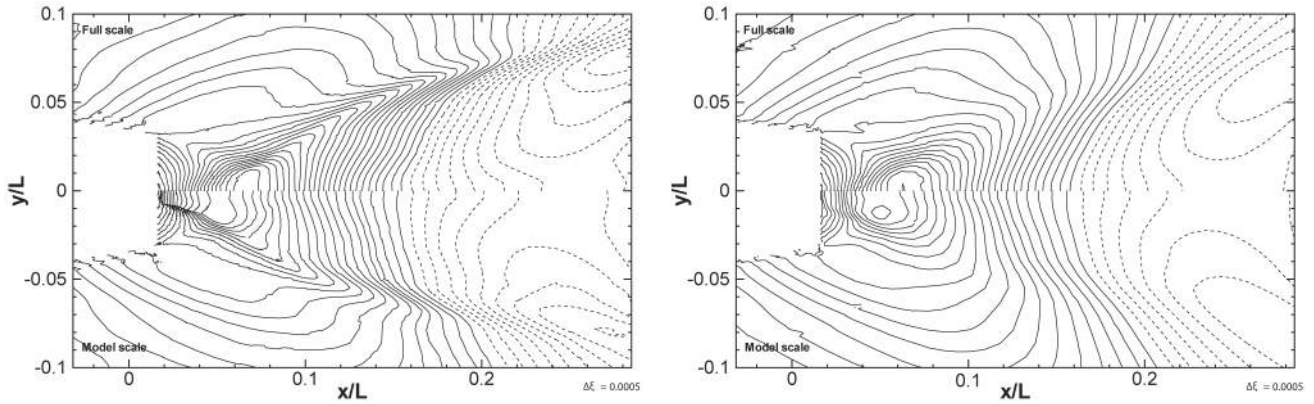 0.1
Full scale
0.05
y/L
0
-0.05
Model scale
-0.1
0
0.1
0.2
x/L
Δξ = 0.0005
0.1
Full scale
0.05
y/L
0
-0.05
Model scale
-0.1
0
0.1
0.2
x/L
Δξ = 0.0005